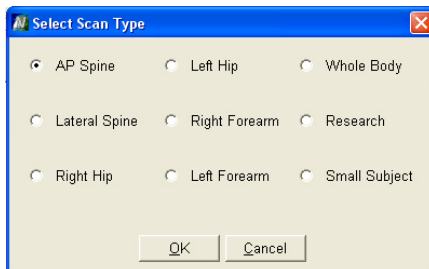 Select Scan Type
AP Spine Left Hip Whole Body
Lateral Spine Right Forearm Research
Right Hip Left Forearm Small Subject
OK Cancel